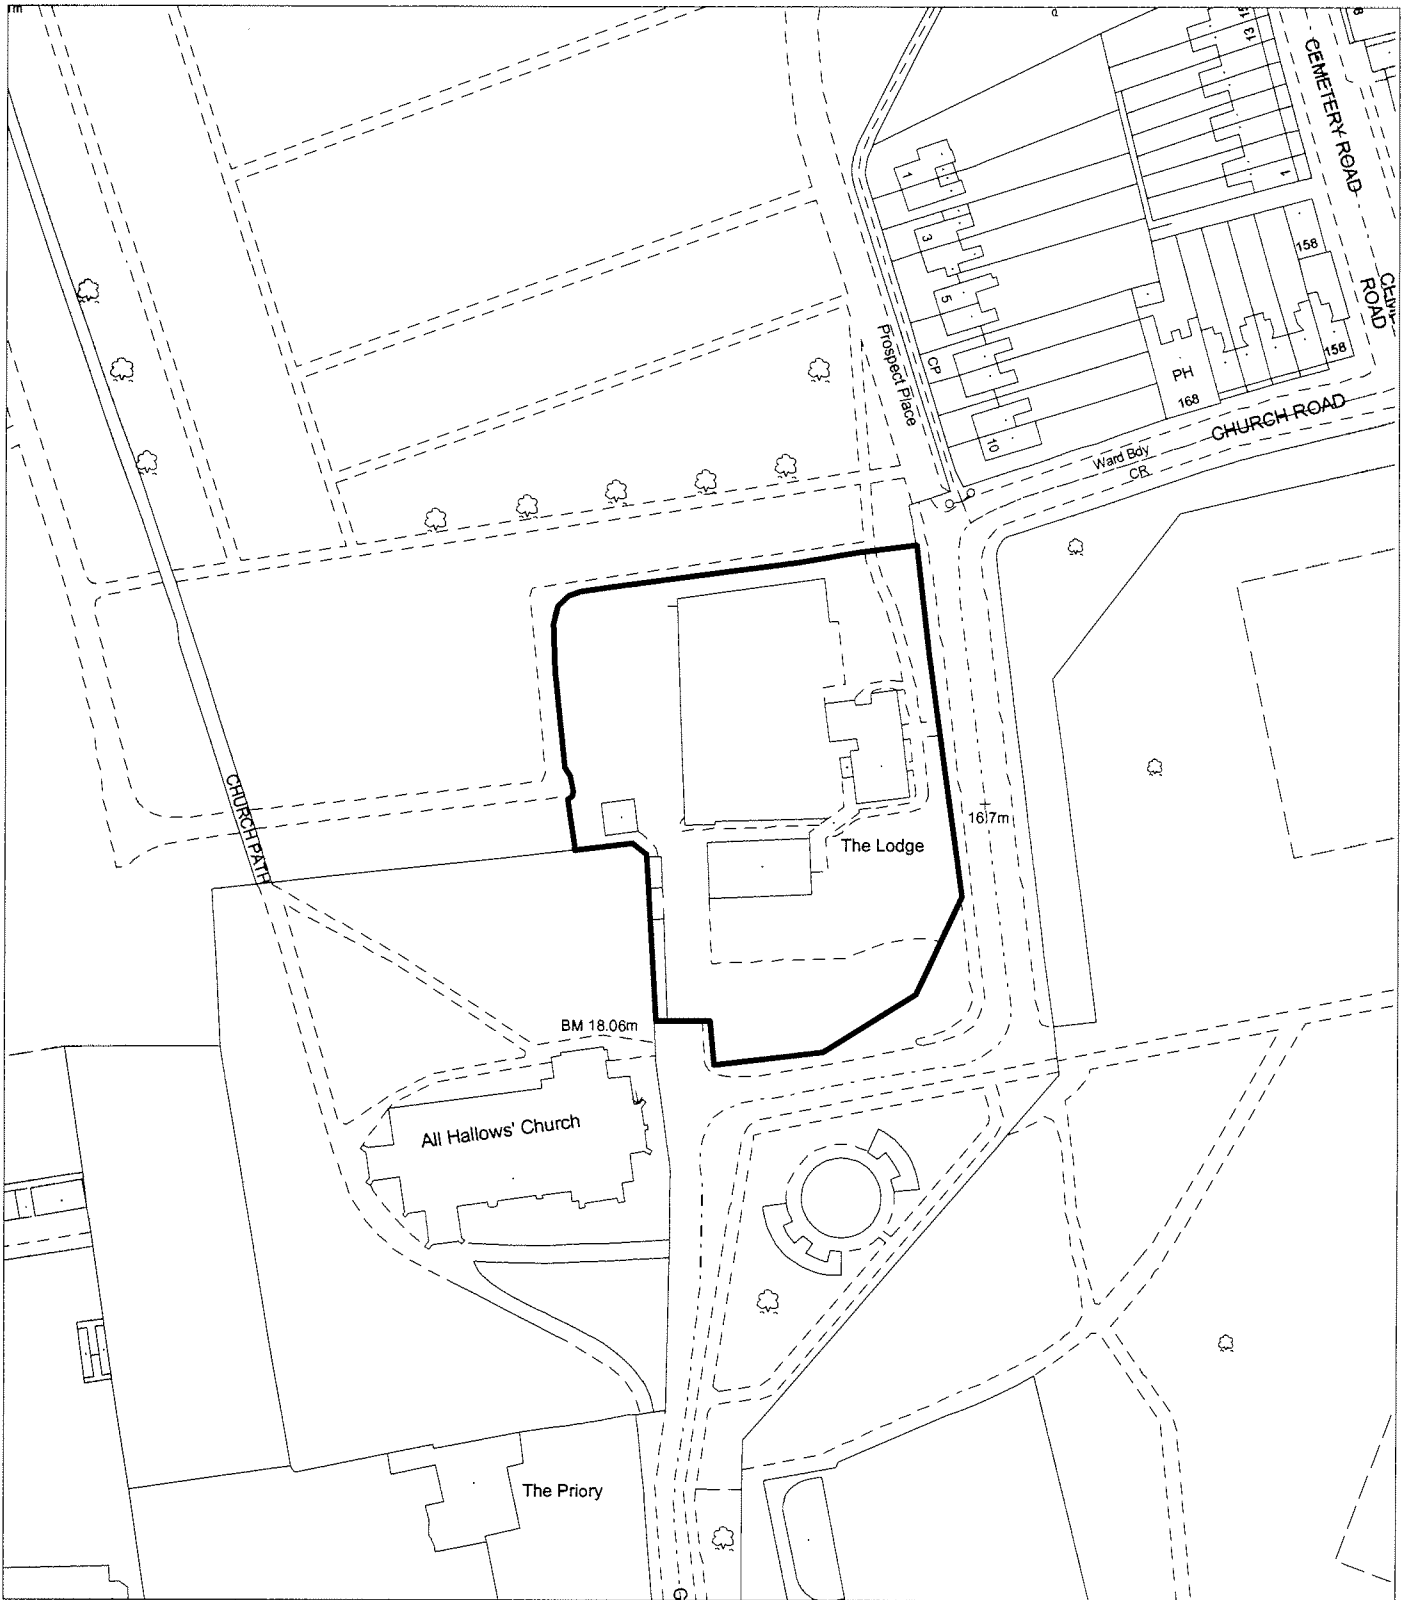 13
CEMETERY ROAD
1
1
3
5
CP
10
Prospect Place
158
ROAD
158
PH
168
CHURCH ROAD
Ward Bdy
CR
CHURCH PATH
16.7m
The Lodge
BM 18.06m
All Hallows' Church
The Priory
G